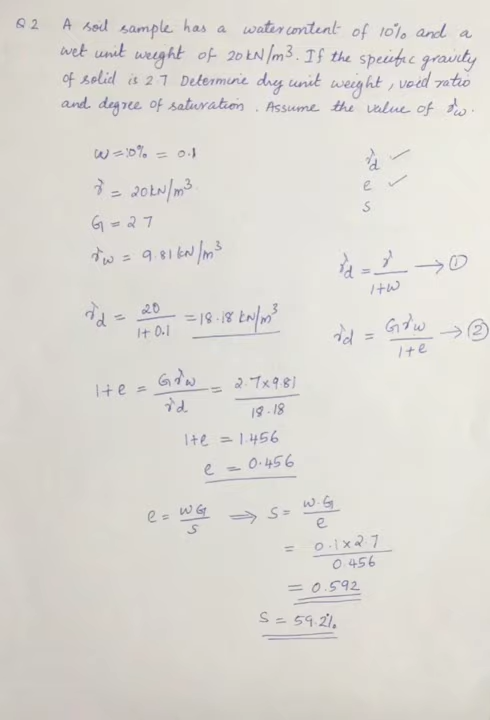 Q2 A soil sample has a water content of 10% and a
wet unit weight of 20 kN/m³. If the specific gravity
of solid is 2.7 Determine dry unit weight, void ratio
and degree of saturation. Assume the value of γw.
w = 10% = 0.1
γd ✓
γ = 20 kN/m³
e ✓
S
G = 2.7
γw = 9.81 kN/m³
γd = γ/(1+w) → ①
γd = 20/(1+0.1) = 18.18 kN/m³
γd = Gγw/(1+e) → ②
1+e = Gγw/γd = 2.7×9.81/18.18
1+e = 1.456
e = 0.456
e = wG/S ⟹ S = w.G/e
= 0.1×2.7/0.456
= 0.592
S = 59.2%